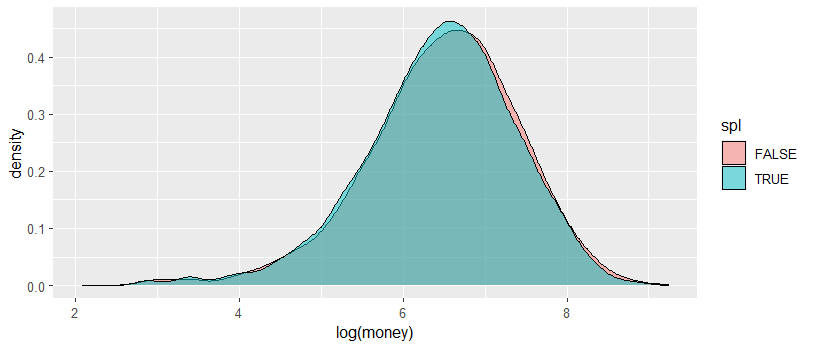 density
0.4
0.3
0.2
0.1
0.0
2
4
6
8
log(money)
spl
FALSE
TRUE